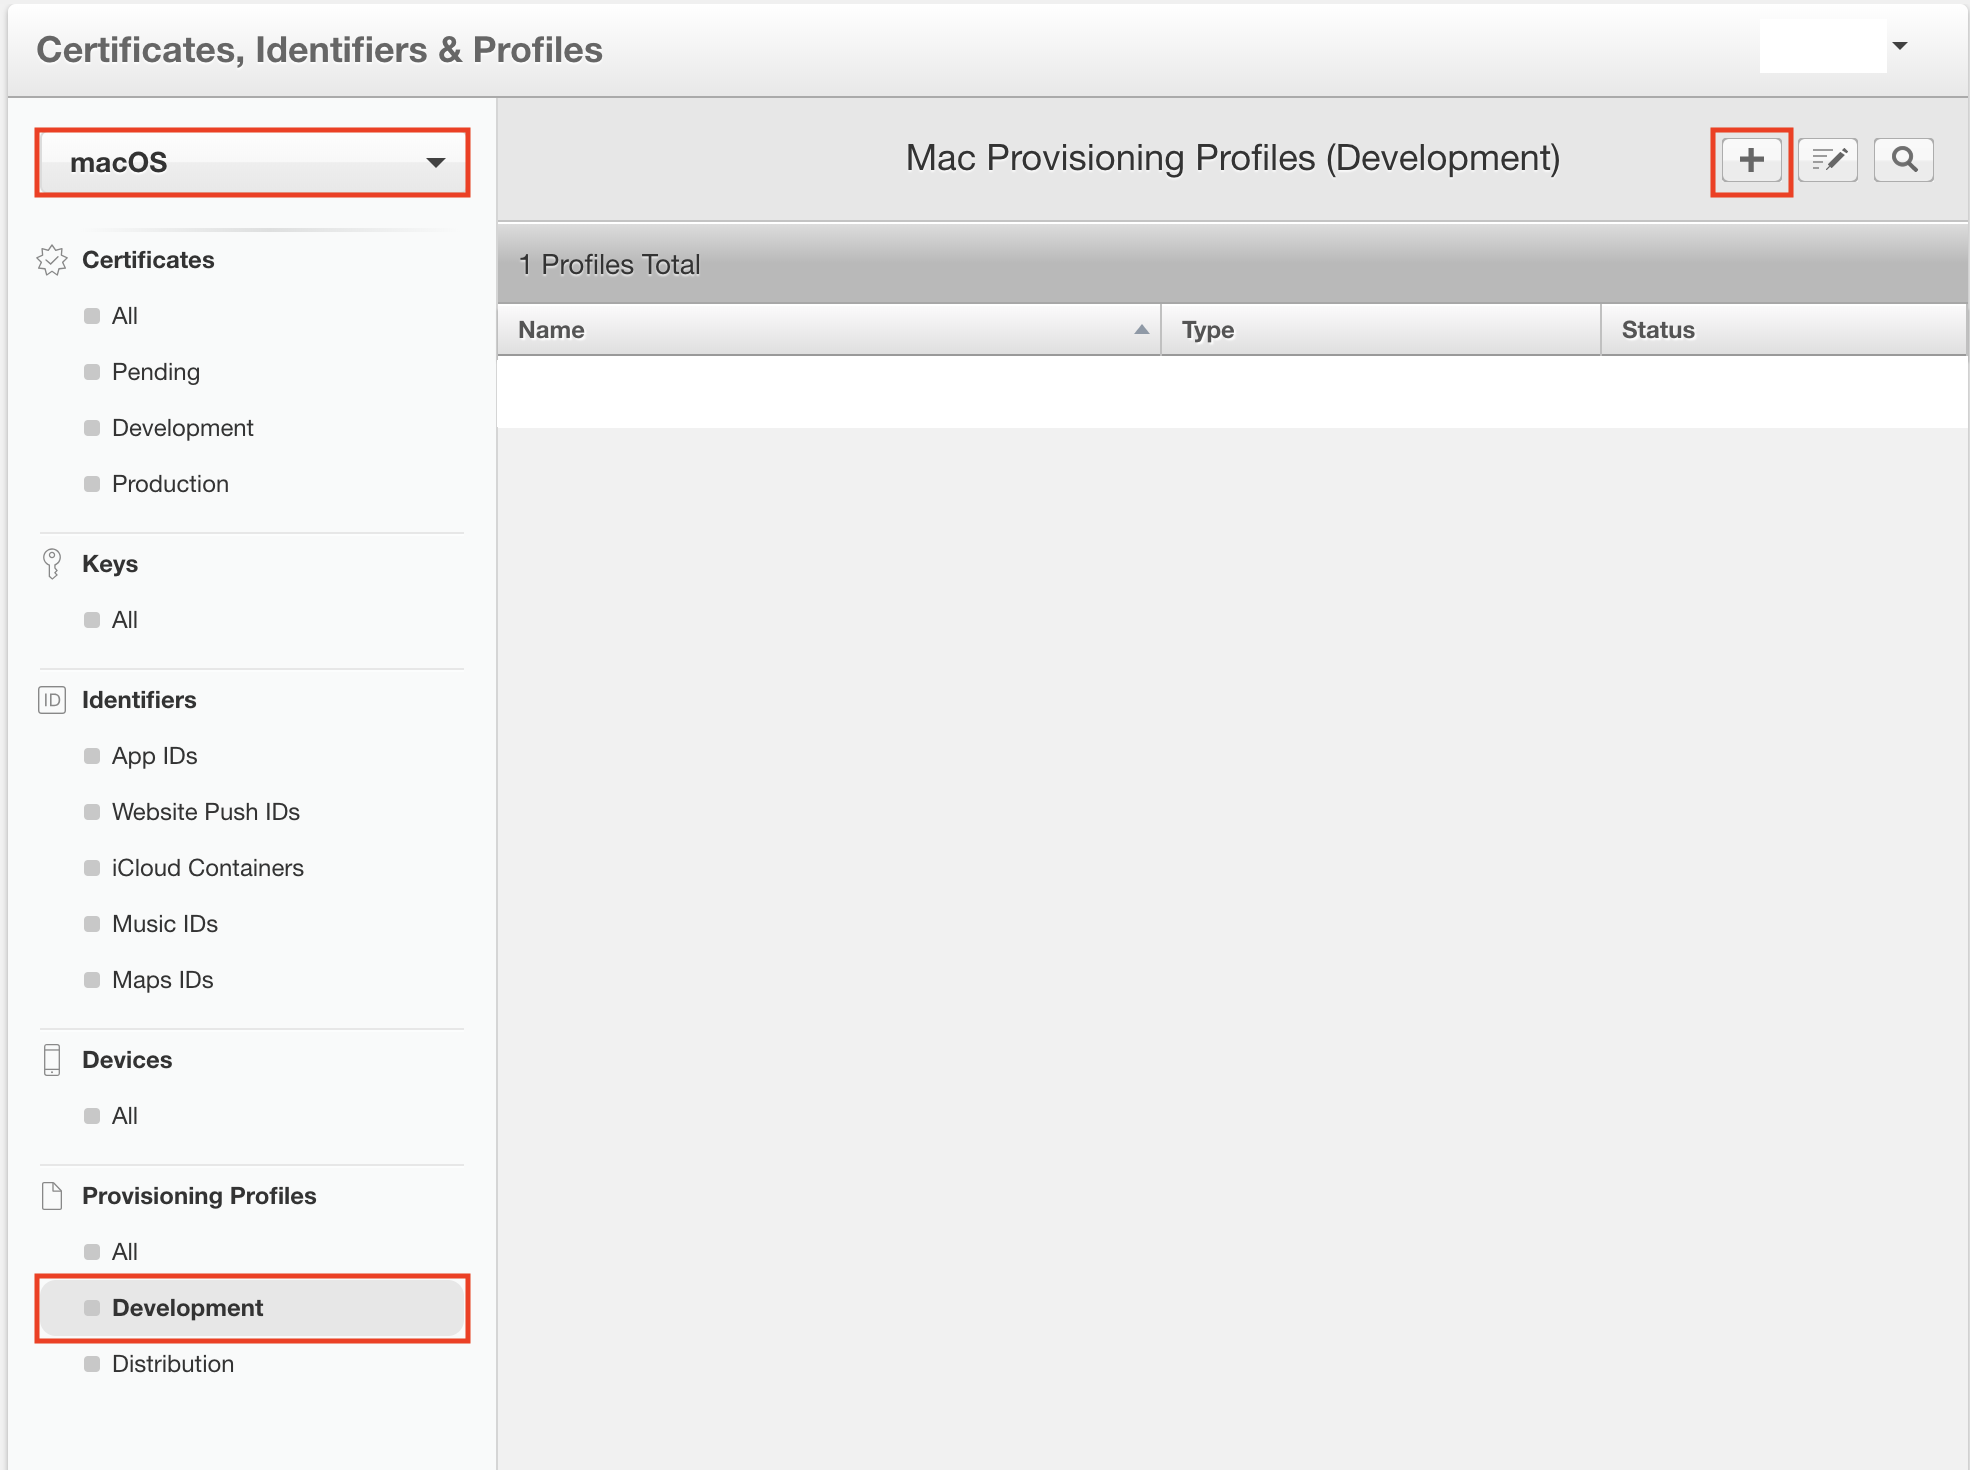 Certificates, Identifiers & Profiles
macOS
Certificates
All
Pending
Development
Production
Keys
All
ID Identifiers
App IDs
Website Push IDs
iCloud Containers
Music IDs
Maps IDs
Devices
All
Provisioning Profiles
All
Development
Distribution
Mac Provisioning Profiles (Development)
1 Profiles Total
Name Type Status